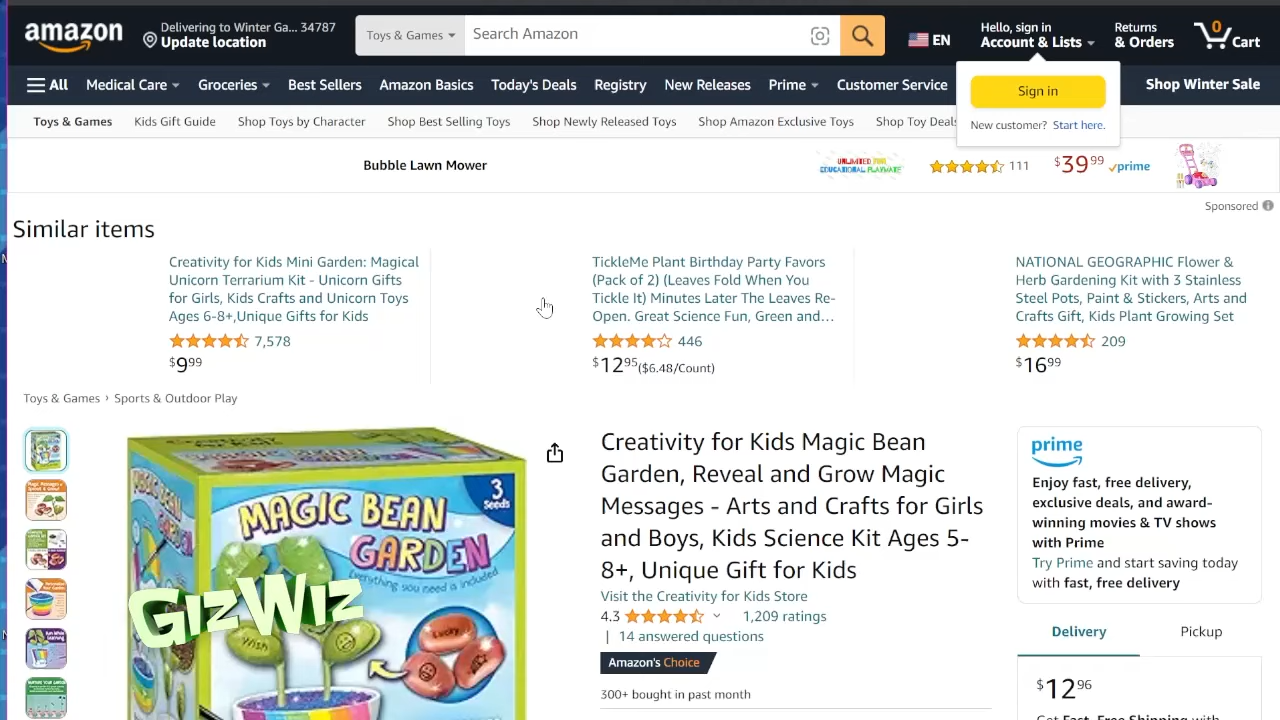 amazon
Delivering to Winter Ga... 34787
Update location
Toys & Games
Search Amazon
EN
Hello, sign in
Account & Lists
Returns
& Orders
0
Cart
All
Medical Care
Groceries
Best Sellers
Amazon Basics
Today's Deals
Registry
New Releases
Prime
Customer Service
Shop Winter Sale
Sign in
New customer? Start here.
Toys & Games
Kids Gift Guide
Shop Toys by Character
Shop Best Selling Toys
Shop Newly Released Toys
Shop Amazon Exclusive Toys
Shop Toy Deals
Bubble Lawn Mower
UNLIMITED FUN
EDUCATIONAL PLAYMATE
111
$39 99
prime
Sponsored
Similar items
Creativity for Kids Mini Garden: Magical
Unicorn Terrarium Kit - Unicorn Gifts
for Girls, Kids Crafts and Unicorn Toys
Ages 6-8+,Unique Gifts for Kids
7,578
$9 99
TickleMe Plant Birthday Party Favors
(Pack of 2) (Leaves Fold When You
Tickle It) Minutes Later The Leaves Re-
Open. Great Science Fun, Green and...
446
$12 95 ($6.48/Count)
NATIONAL GEOGRAPHIC Flower &
Herb Gardening Kit with 3 Stainless
Steel Pots, Paint & Stickers, Arts and
Crafts Gift, Kids Plant Growing Set
209
$16 99
Toys & Games › Sports & Outdoor Play
MAGIC BEAN
GARDEN
3
Seeds
Everything you need is included
GizWiz
Wish
Lucky
Creativity for Kids Magic Bean
Garden, Reveal and Grow Magic
Messages - Arts and Crafts for Girls
and Boys, Kids Science Kit Ages 5-
8+, Unique Gift for Kids
Visit the Creativity for Kids Store
4.3
1,209 ratings
| 14 answered questions
Amazon's Choice
300+ bought in past month
prime
Enjoy fast, free delivery,
exclusive deals, and award-
winning movies & TV shows
with Prime
Try Prime and start saving today
with fast, free delivery
Delivery
Pickup
$12 96